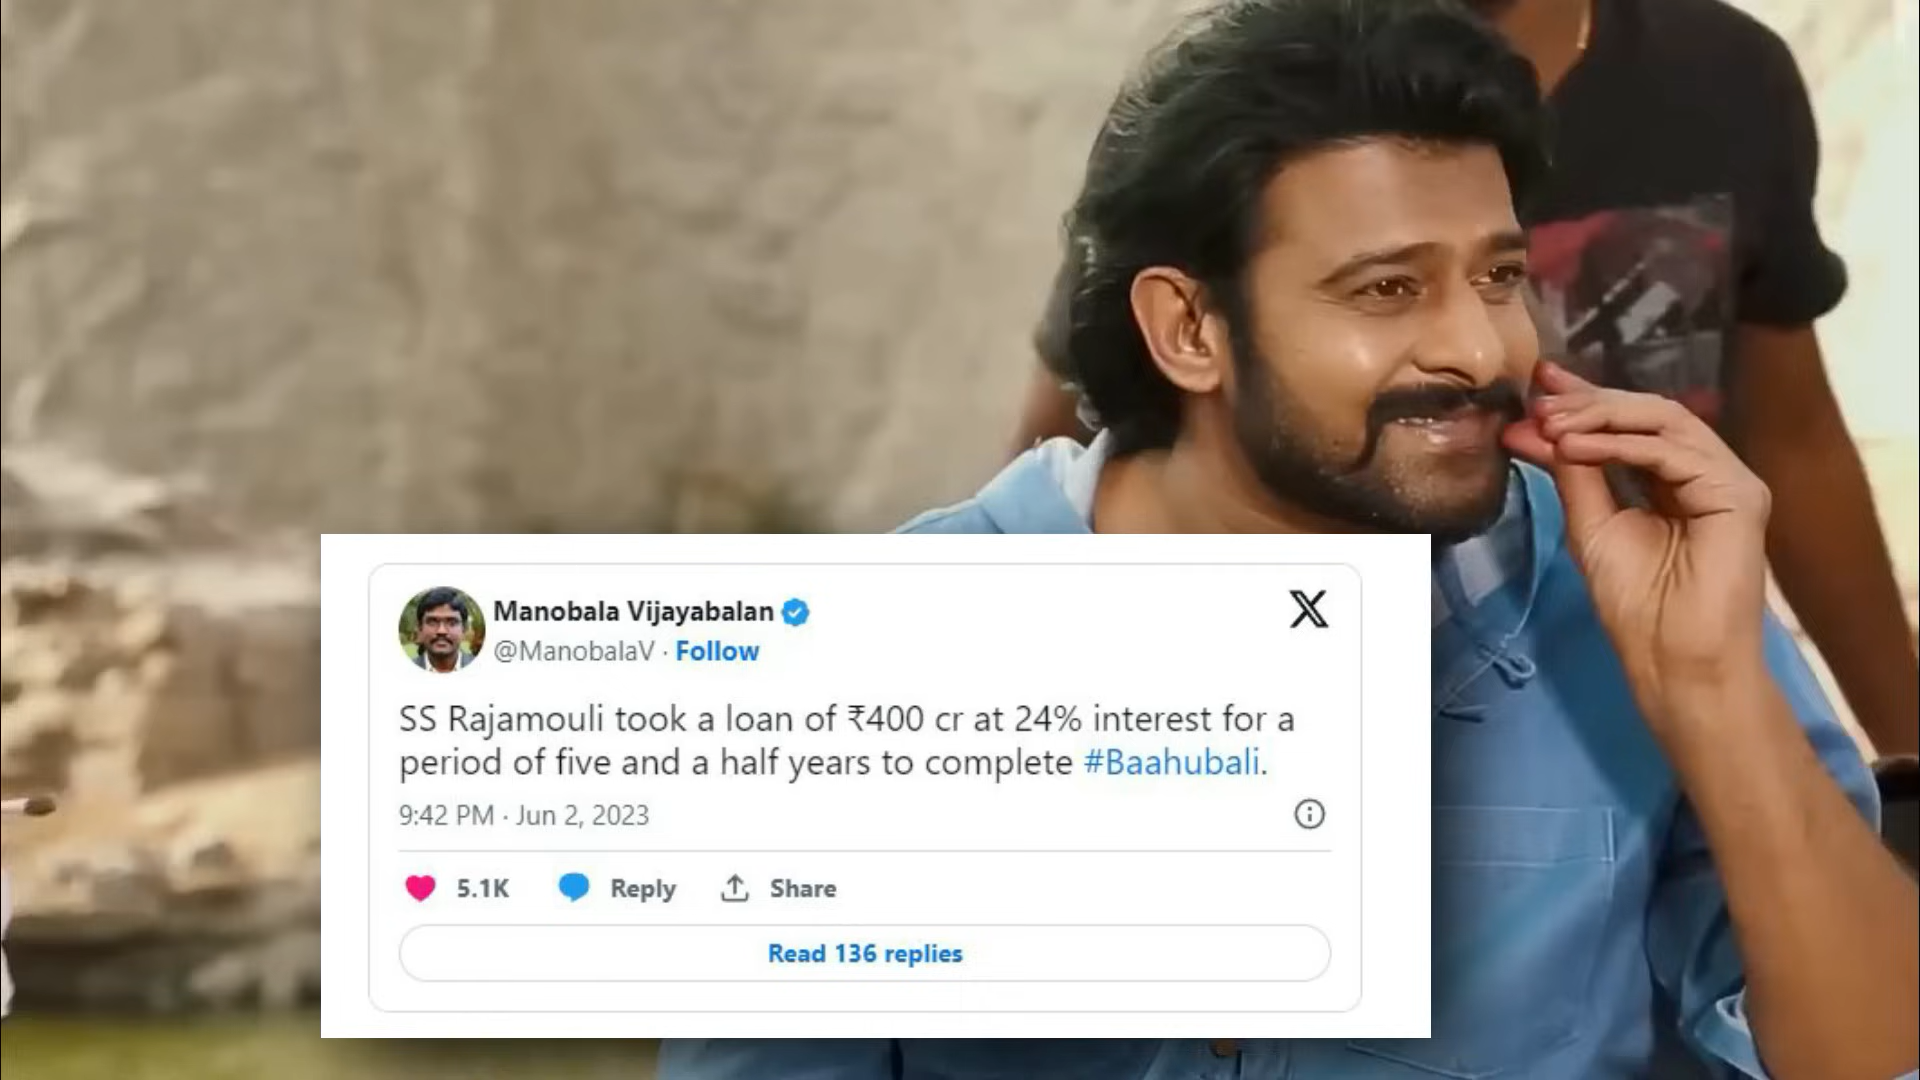 Manobala Vijayabalan
@ManobalaV · Follow
SS Rajamouli took a loan of ₹400 cr at 24% interest for a
period of five and a half years to complete #Baahubali.
9:42 PM · Jun 2, 2023
5.1K Reply Share
Read 136 replies